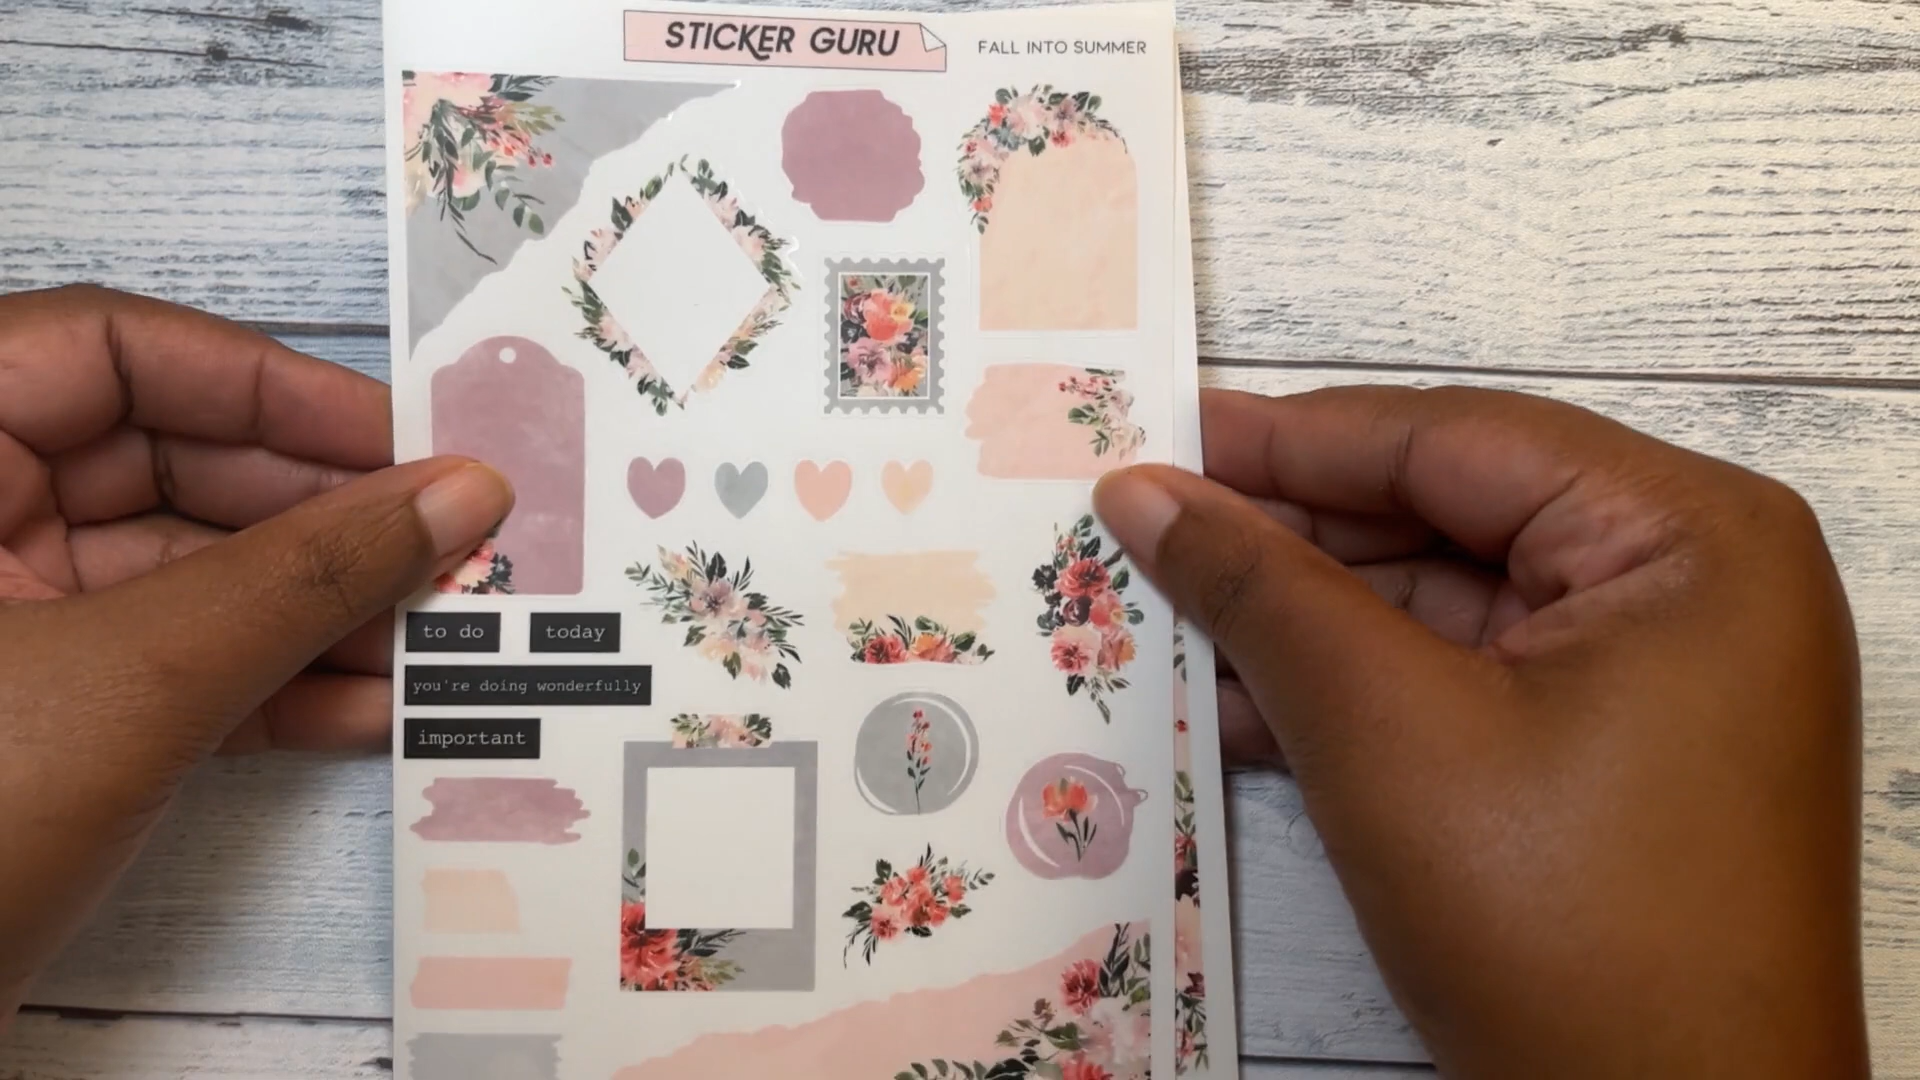 STICKER GURU
FALL INTO SUMMER
to do
today
you're doing wonderfully
important